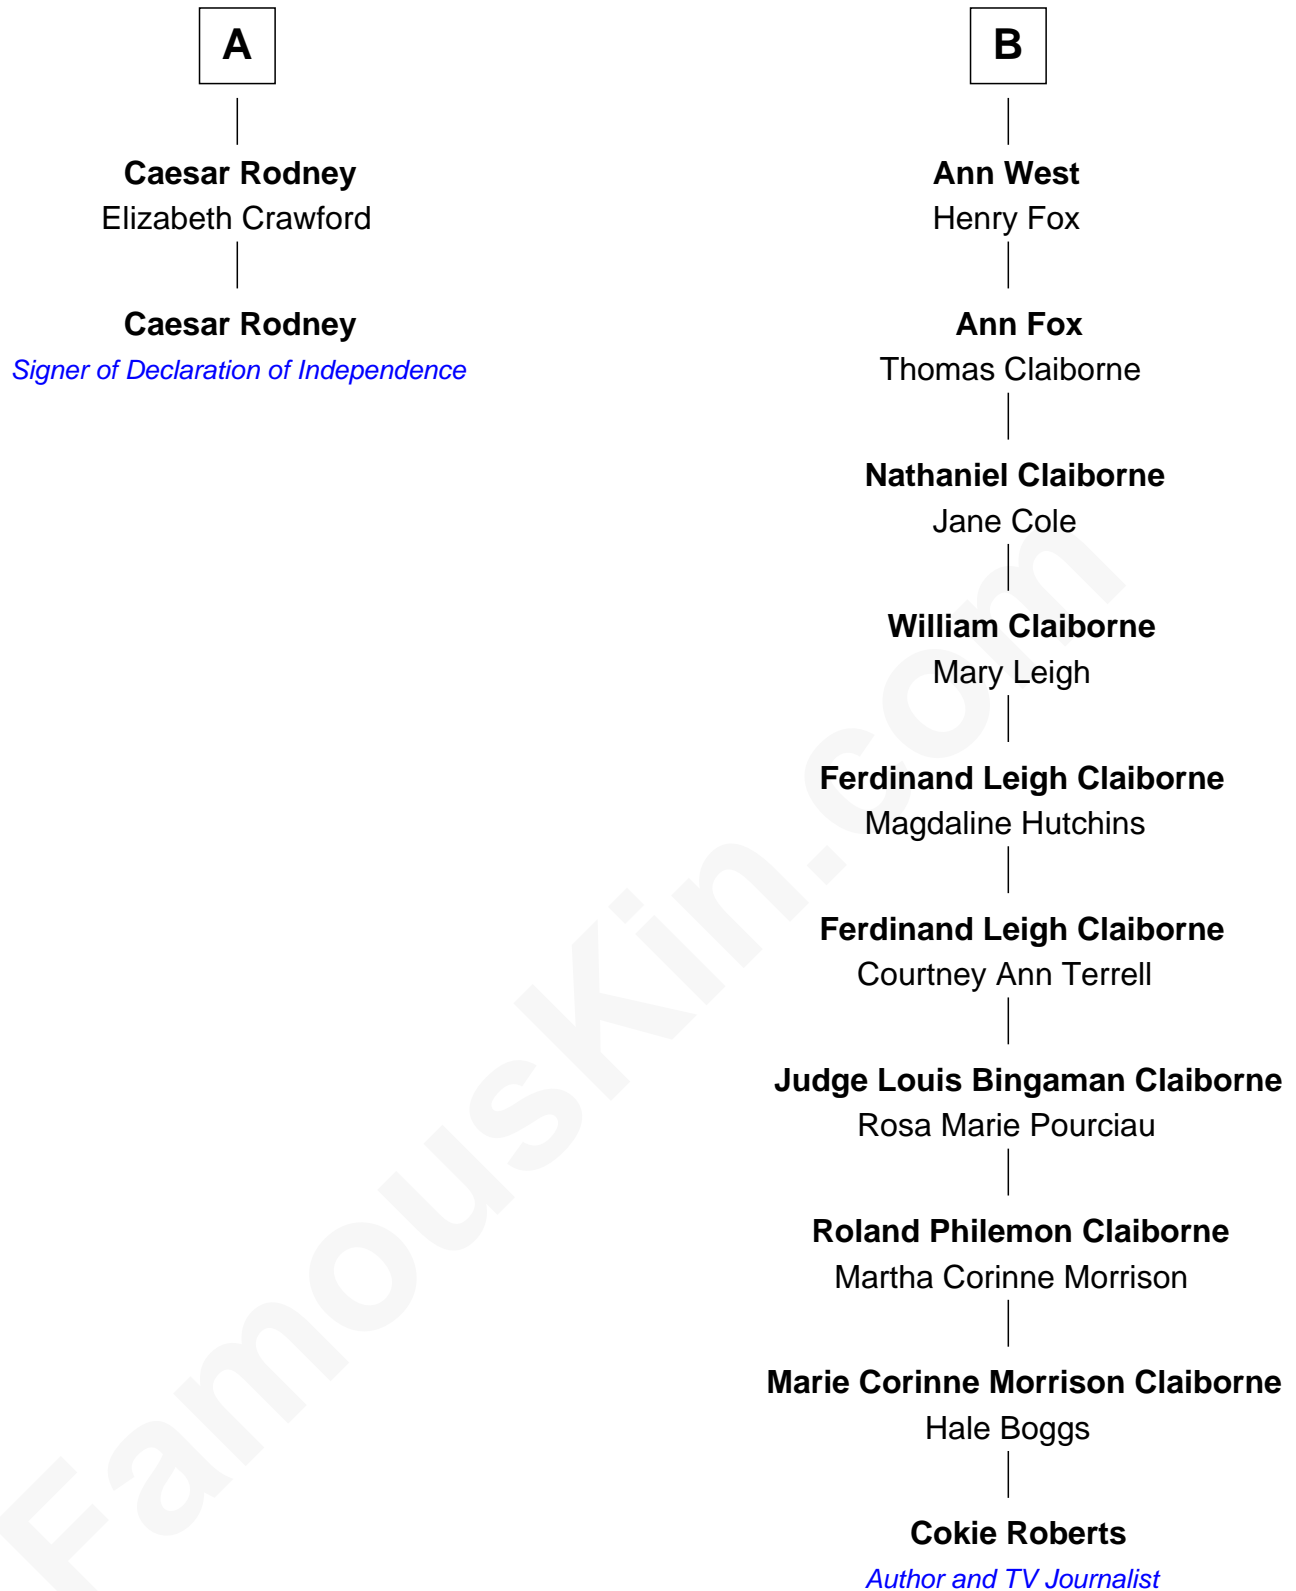 A
Caesar Rodney
Elizabeth Crawford
Caesar Rodney
Signer of Declaration of Independence
B
Ann West
Henry Fox
Ann Fox
Thomas Claiborne
Nathaniel Claiborne
Jane Cole
William Claiborne
Mary Leigh
Ferdinand Leigh Claiborne
Magdaline Hutchins
Ferdinand Leigh Claiborne
Courtney Ann Terrell
Judge Louis Bingaman Claiborne
Rosa Marie Pourciau
Roland Philemon Claiborne
Martha Corinne Morrison
Marie Corinne Morrison Claiborne
Hale Boggs
Cokie Roberts
Author and TV Journalist
FamousKin.com